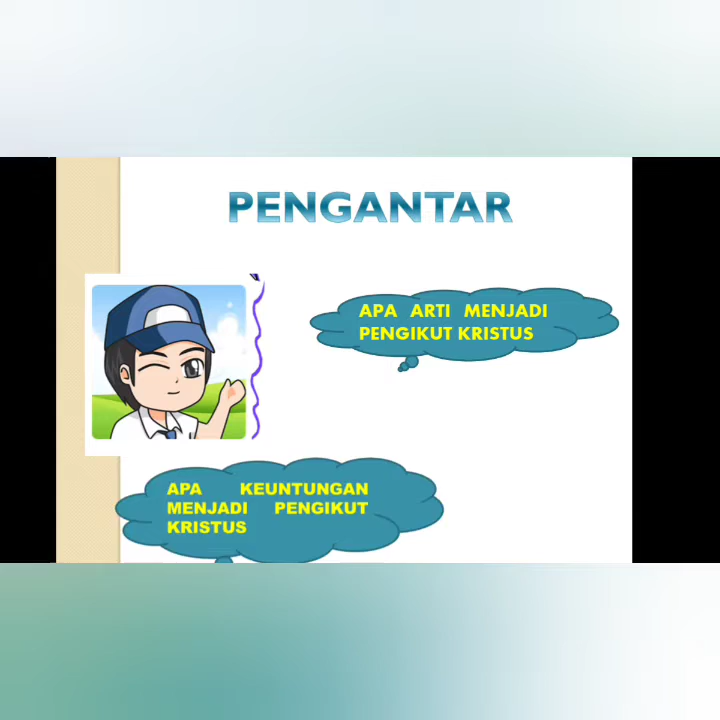 PENGANTAR
APA ARTI MENJADI
PENGIKUT KRISTUS
APA KEUNTUNGAN
MENJADI PENGIKUT
KRISTUS